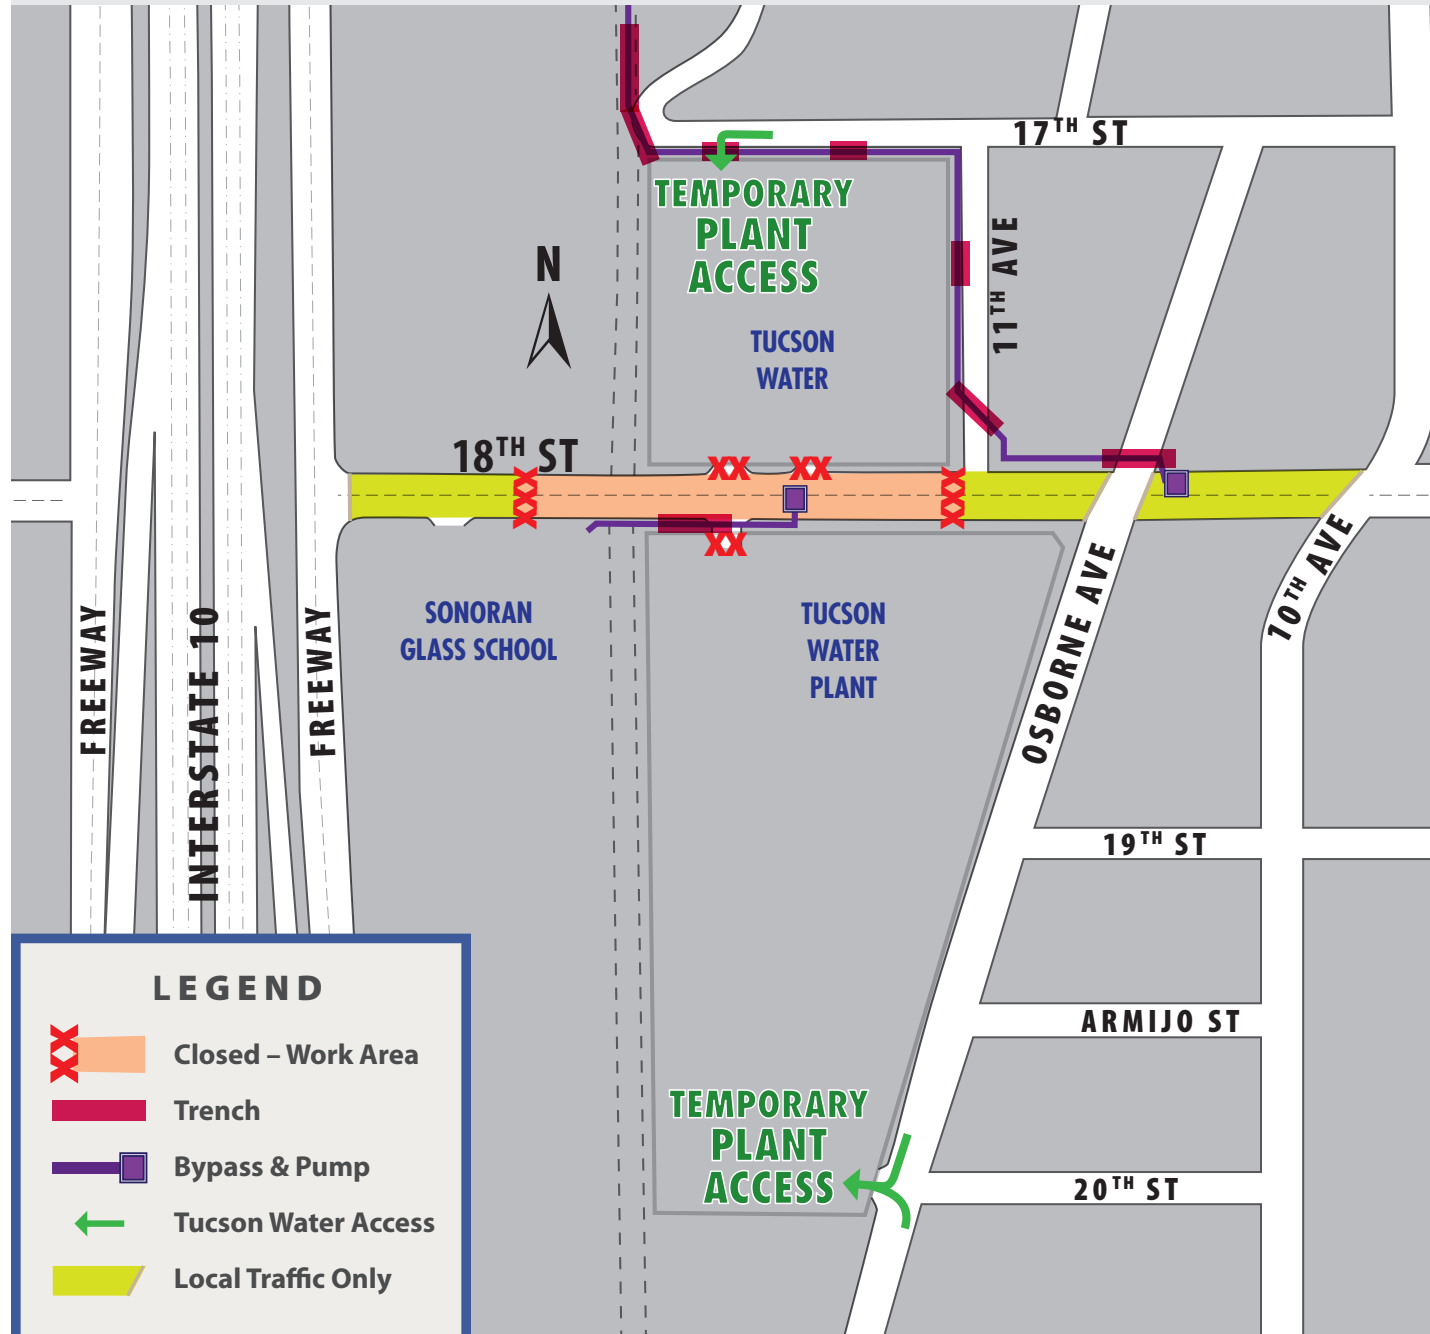 17TH ST
TEMPORARY
PLANT
ACCESS
11TH AVE
N
TUCSON
WATER
18TH ST
OSBORNE AVE
10TH AVE
FREEWAY
INTERSTATE 10
FREEWAY
SONORAN
GLASS SCHOOL
TUCSON
WATER
PLANT
19TH ST
ARMIJO ST
TEMPORARY
PLANT
ACCESS
20TH ST
LEGEND
Closed – Work Area
Trench
Bypass & Pump
Tucson Water Access
Local Traffic Only